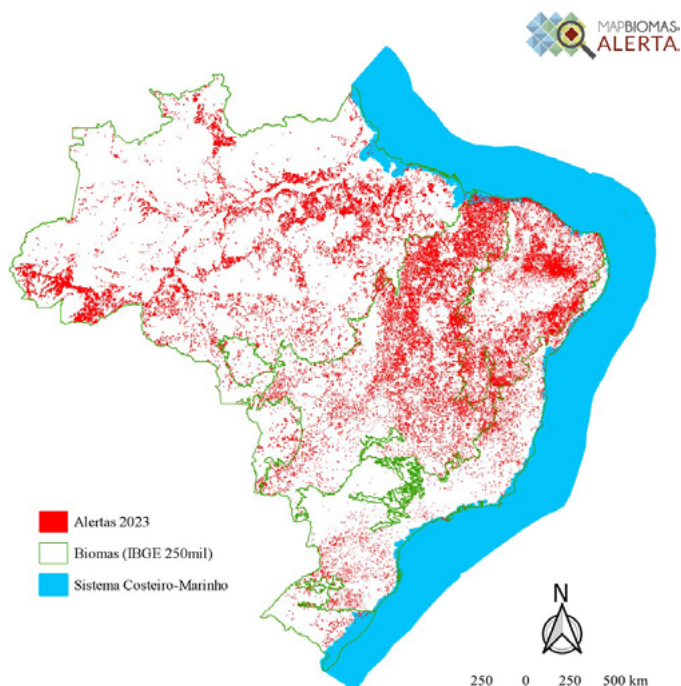 MAPBIOMAS
ALERTA
Alertas 2023
Biomas (IBGE 250mil)
Sistema Costeiro-Marinho
N
250 0 250 500 km